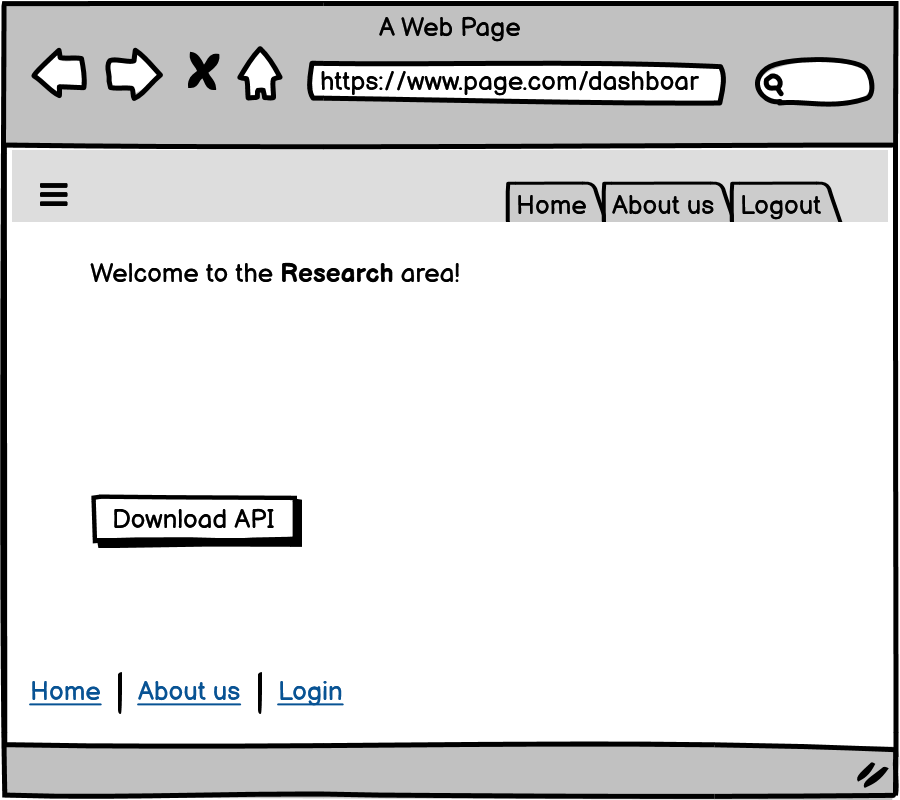 A Web Page
https://www.page.com/dashboar
Home About us Logout
Welcome to the Research area!
Download API
Home About us Login